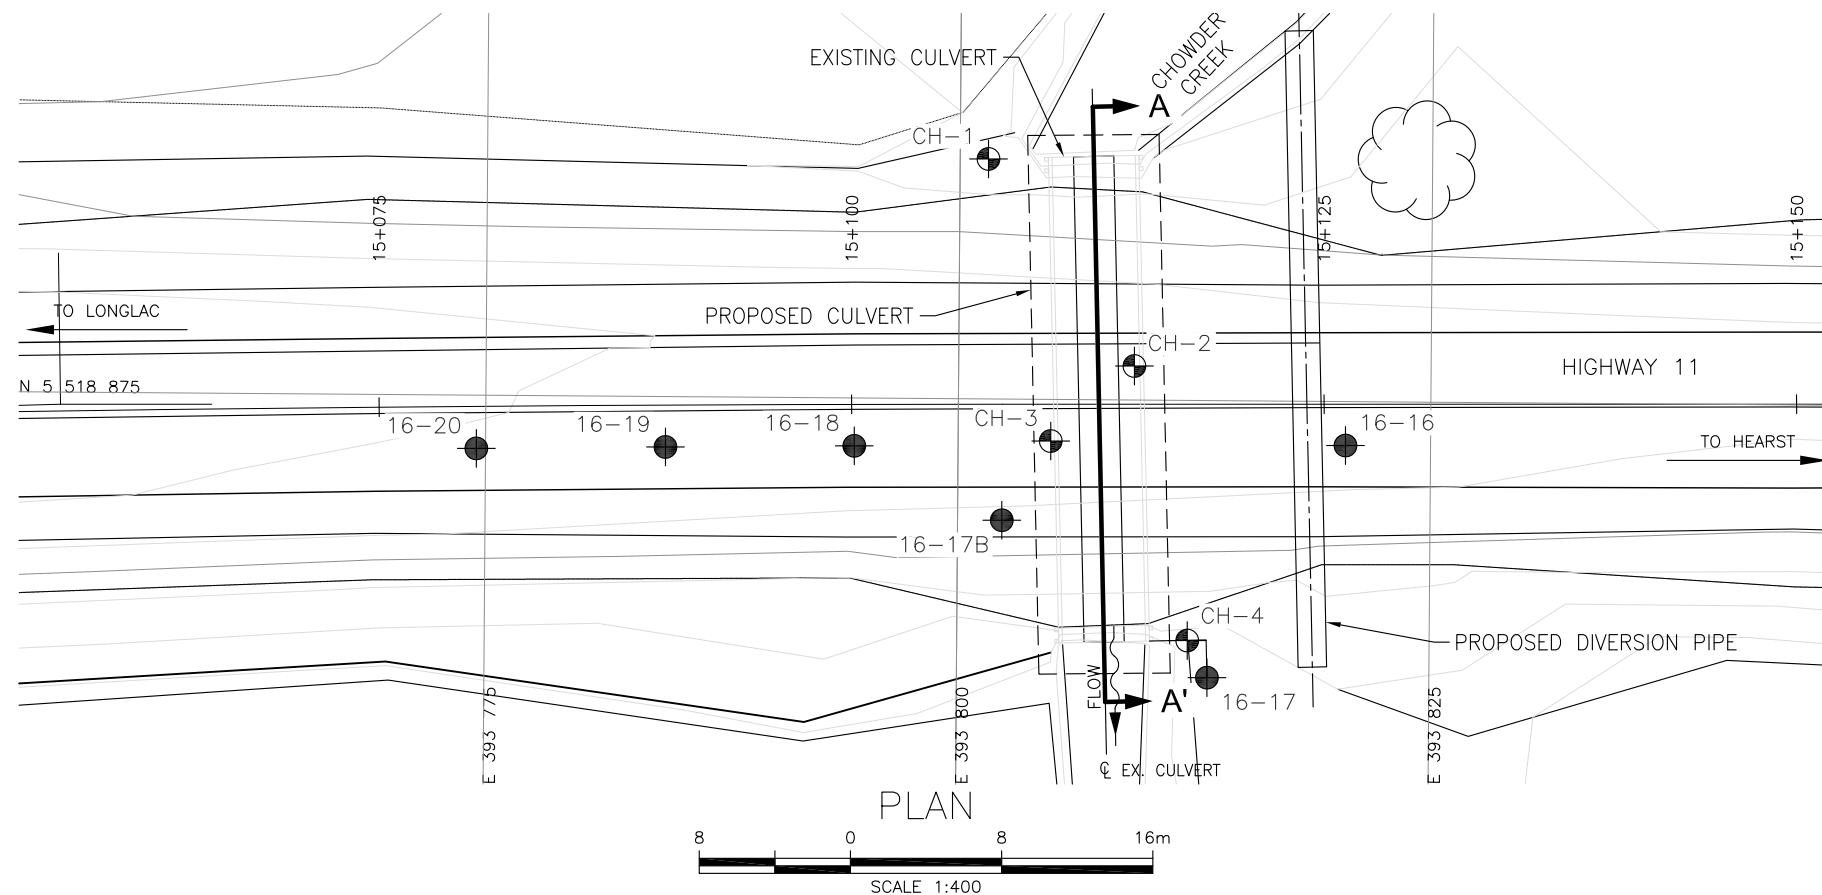 EXISTING CULVERT
CHOWDER
CREEK
A
CH-1
15+075
15+100
15+125
15+150
TO LONGLAC
PROPOSED CULVERT
CH-2
HIGHWAY 11
N 5 518 875
16-20
16-19
16-18
CH-3
16-16
TO HEARST
16-17B
CH-4
PROPOSED DIVERSION PIPE
FLOW
A'
16-17
E 393 775
E 393 800
E 393 825
℄ EX. CULVERT
PLAN
8 0 8 16m
SCALE 1:400